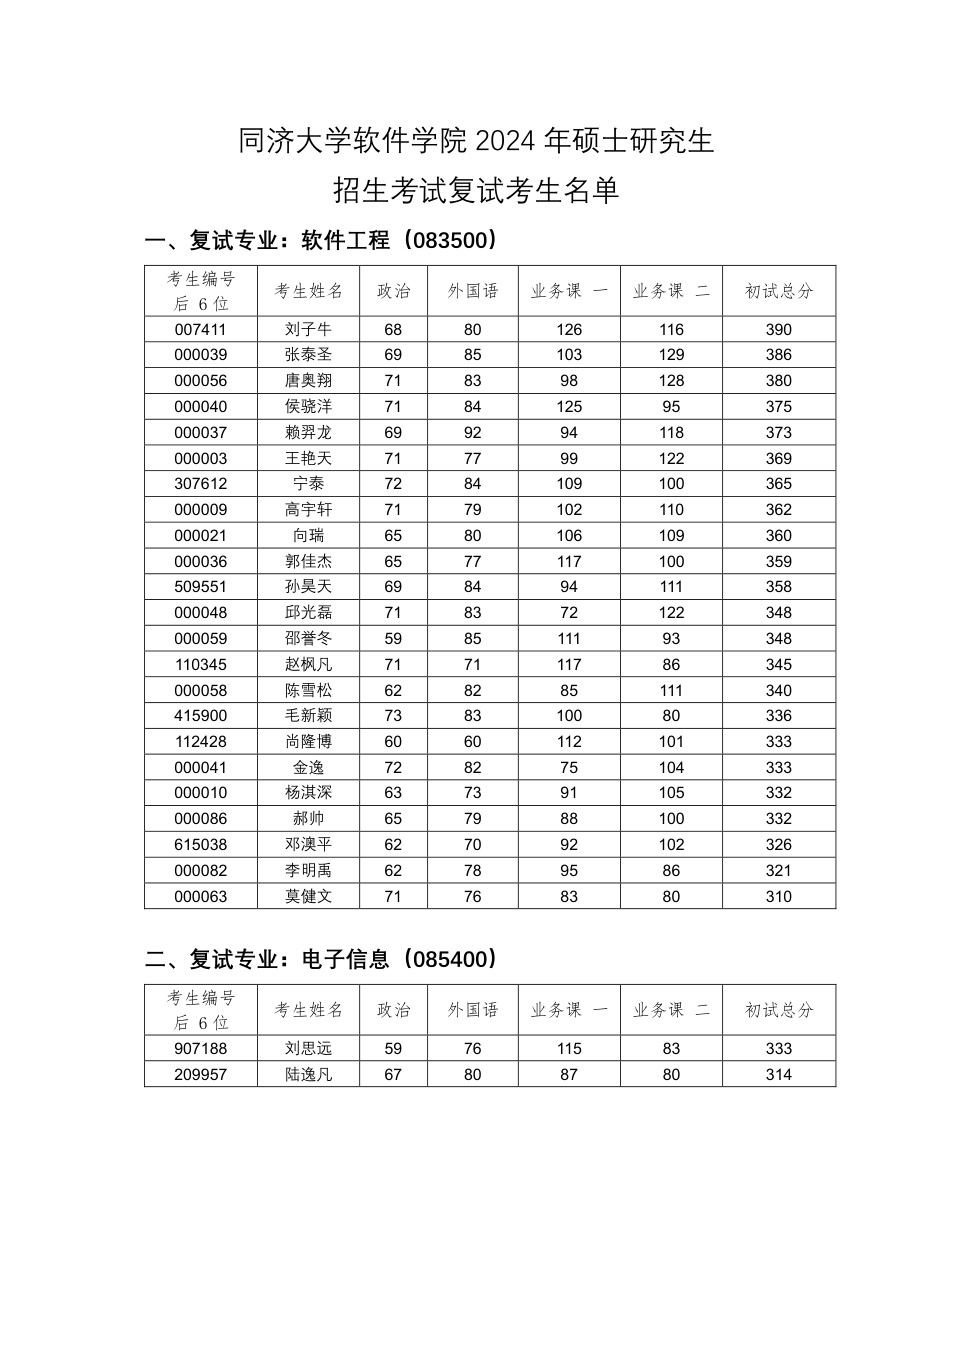 同济大学软件学院 2024 年硕士研究生
招生考试复试考生名单
一、复试专业：软件工程（083500）
考生编号 后 6 位 考生姓名 政治 外国语 业务课 一 业务课 二 初试总分
007411 刘子牛 68 80 126 116 390
000039 张泰圣 69 85 103 129 386
000056 唐奥翔 71 83 98 128 380
000040 侯骁洋 71 84 125 95 375
000037 赖羿龙 69 92 94 118 373
000003 王艳天 71 77 99 122 369
307612 宁泰 72 84 109 100 365
000009 高宇轩 71 79 102 110 362
000021 向瑞 65 80 106 109 360
000036 郭佳杰 65 77 117 100 359
509551 孙昊天 69 84 94 111 358
000048 邱光磊 71 83 72 122 348
000059 邵誉冬 59 85 111 93 348
110345 赵枫凡 71 71 117 86 345
000058 陈雪松 62 82 85 111 340
415900 毛新颖 73 83 100 80 336
112428 尚隆博 60 60 112 101 333
000041 金逸 72 82 75 104 333
000010 杨淇深 63 73 91 105 332
000086 郝帅 65 79 88 100 332
615038 邓澳平 62 70 92 102 326
000082 李明禹 62 78 95 86 321
000063 莫健文 71 76 83 80 310
二、复试专业：电子信息（085400）
考生编号 后 6 位 考生姓名 政治 外国语 业务课 一 业务课 二 初试总分
907188 刘思远 59 76 115 83 333
209957 陆逸凡 67 80 87 80 314